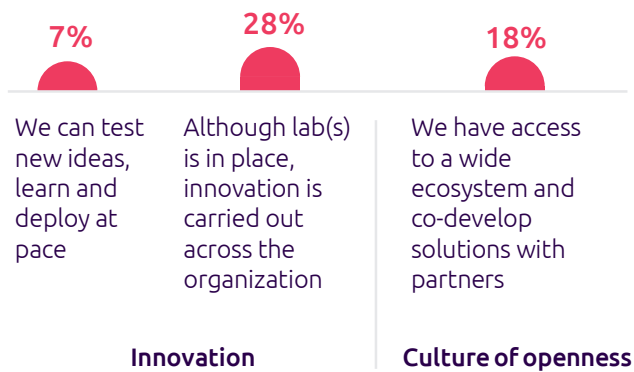 7%
28%
18%
We can test
new ideas,
learn and
deploy at
pace
Although lab(s)
is in place,
innovation is
carried out
across the
organization
We have access
to a wide
ecosystem and
co-develop
solutions with
partners
Innovation
Culture of openness